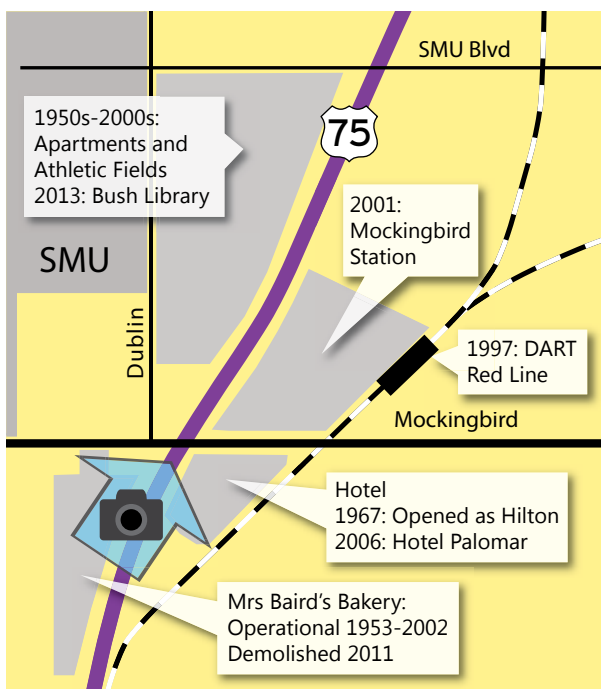 SMU Blvd
1950s-2000s:
Apartments and
Athletic Fields
2013: Bush Library
75
2001:
Mockingbird
Station
SMU
Dublin
1997: DART
Red Line
Mockingbird
Hotel
1967: Opened as Hilton
2006: Hotel Palomar
Mrs Baird's Bakery:
Operational 1953-2002
Demolished 2011